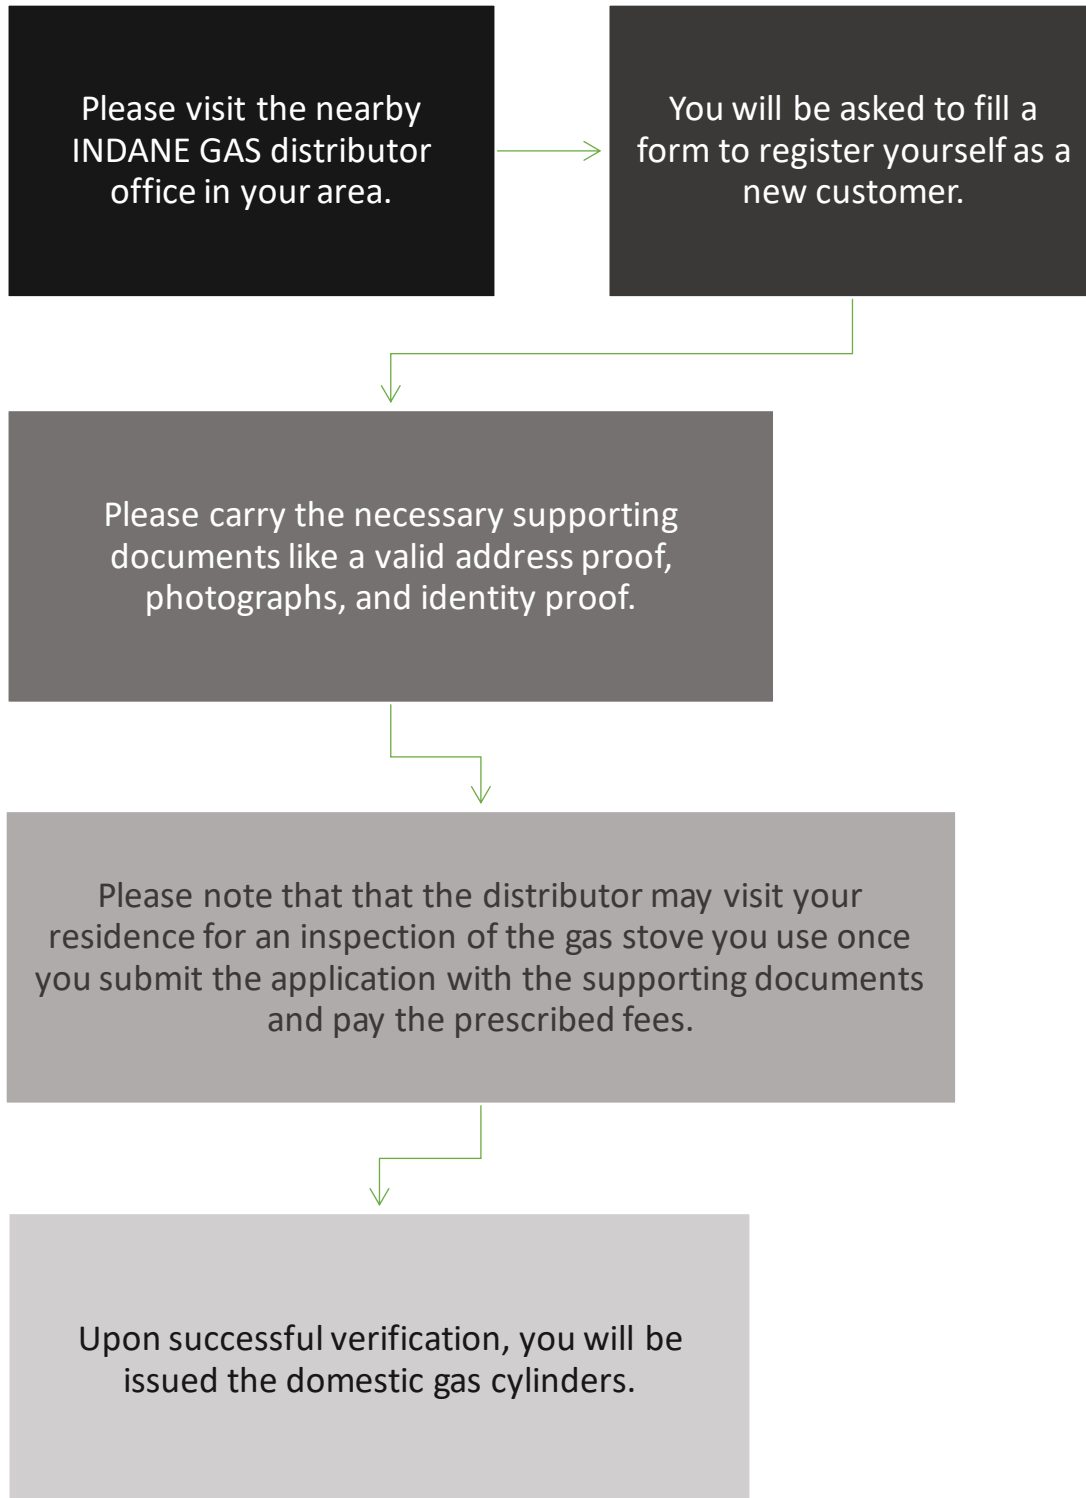 Please visit the nearby
INDANE GAS distributor
office in your area.
You will be asked to fill a
form to register yourself as a
new customer.
Please carry the necessary supporting
documents like a valid address proof,
photographs, and identity proof.
Please note that that the distributor may visit your
residence for an inspection of the gas stove you use once
you submit the application with the supporting documents
and pay the prescribed fees.
Upon successful verification, you will be
issued the domestic gas cylinders.